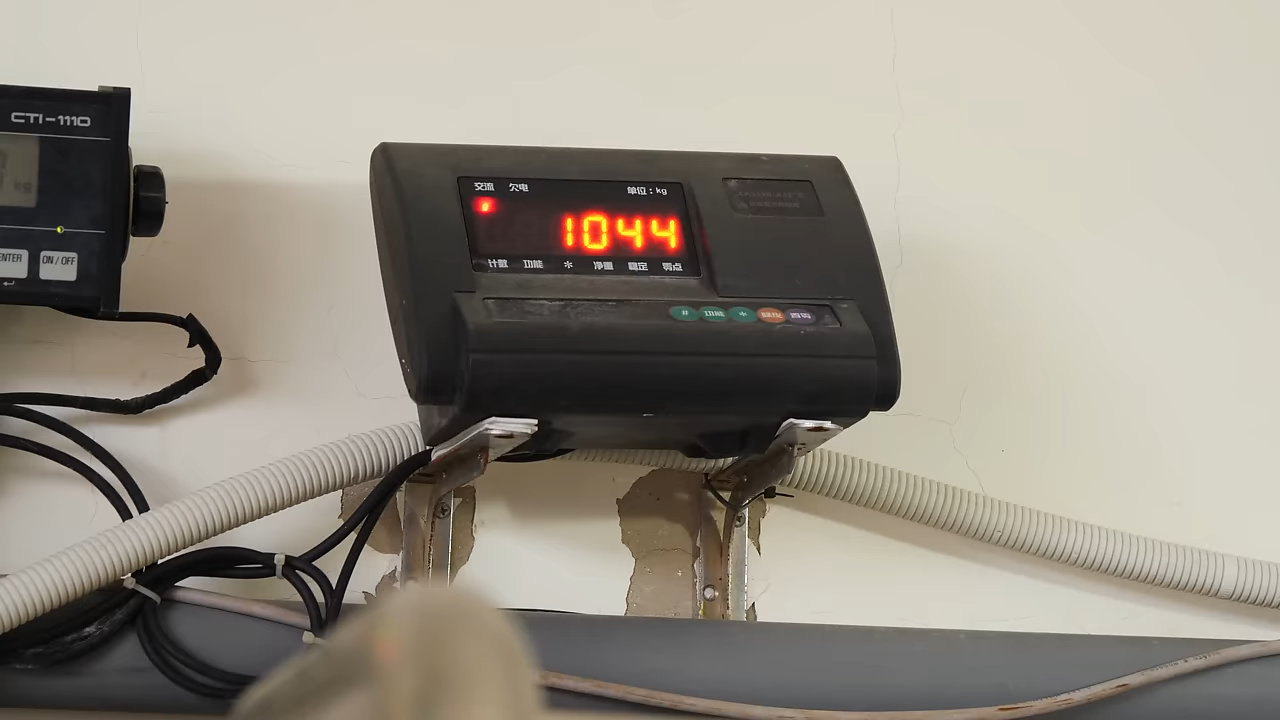 CTI-1110
kg
ENTER
ON / OFF
交流 欠电 单位：kg
1044
计数 功能 * 净重 稳定 零点
# 功能 *